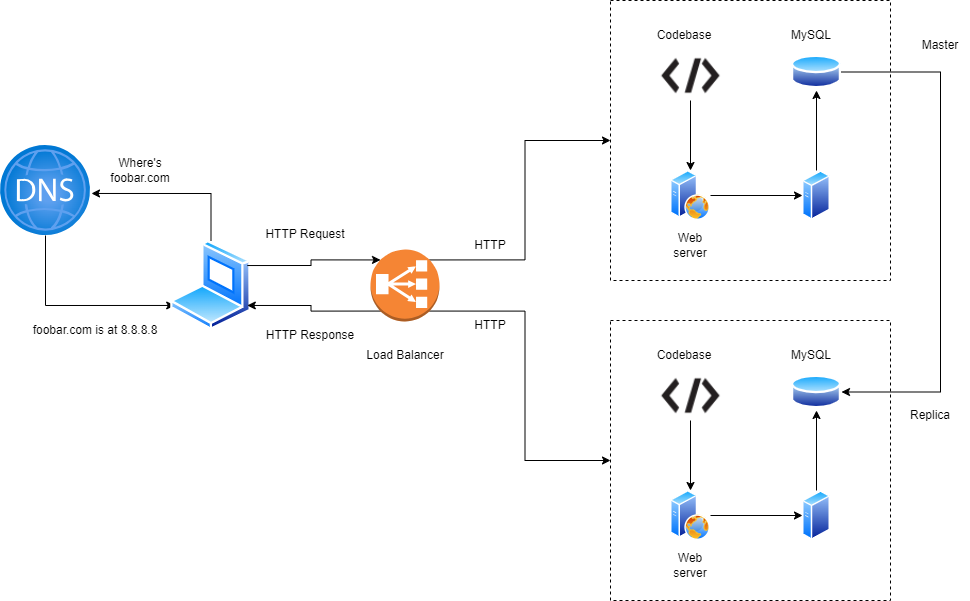 Codebase
MySQL
Master
Where's
foobar.com
DNS
HTTP Request
HTTP
Web
server
foobar.com is at 8.8.8.8
HTTP Response
HTTP
Load Balancer
Codebase
MySQL
Replica
Web
server